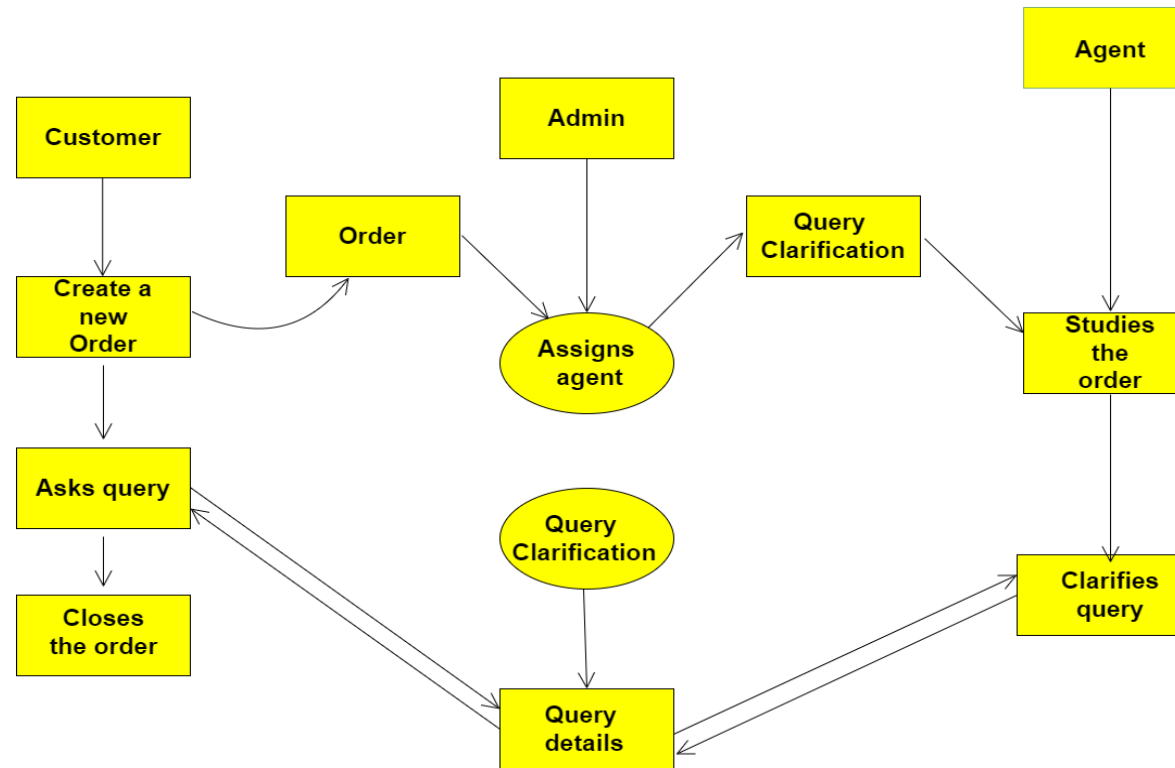 Agent
Customer
Admin
Order
Query
Clarification
Create a
new
Order
Assigns
agent
Studies
the
order
Asks query
Query
Clarification
Closes
the order
Clarifies
query
Query
details